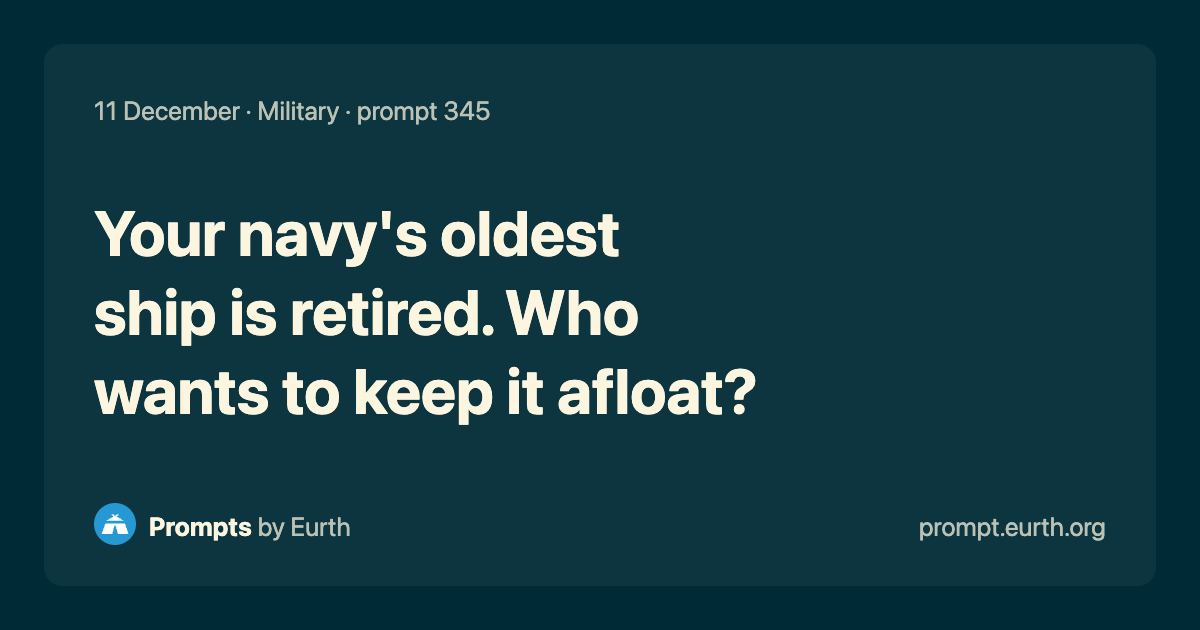 11 December · Military · prompt 345
Your navy's oldest
ship is retired. Who
wants to keep it afloat?
Prompts by Eurth
prompt.eurth.org